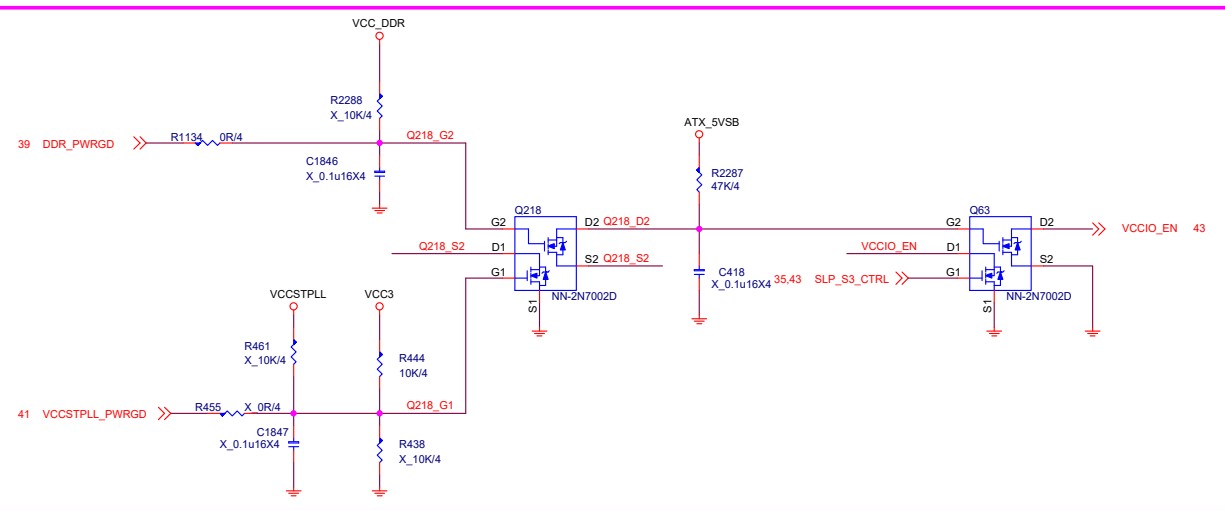 VCC_DDR
R2288
X_10K/4
39 DDR_PWRGD
R1134 0R/4
Q218_G2
C1846
X_0.1u16X4
ATX_5VSB
R2287
47K/4
Q218
G2
D2 Q218_D2
Q218_S2
D1
S2 Q218_S2
G1
NN-2N7002D
S1
C418
X_0.1u16X4
Q63
G2
D2
VCCIO_EN 43
VCCIO_EN
D1
S2
35,43 SLP_S3_CTRL
G1
NN-2N7002D
S1
VCCSTPLL
VCC3
R461
X_10K/4
R444
10K/4
41 VCCSTPLL_PWRGD
R455 X_0R/4
Q218_G1
C1847
X_0.1u16X4
R438
X_10K/4